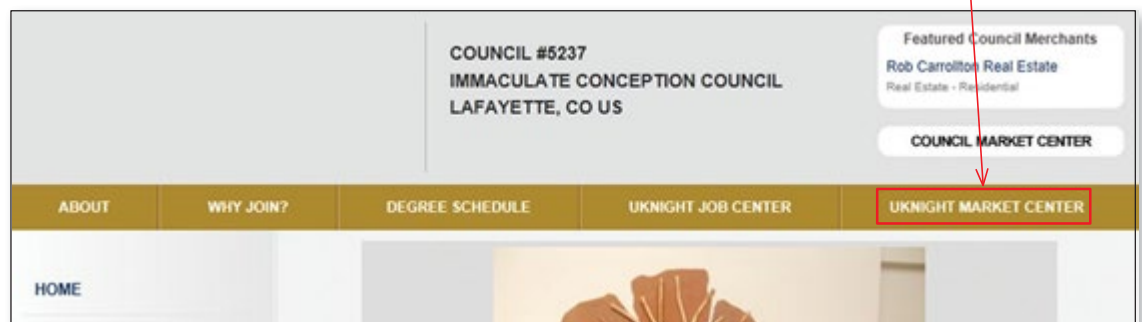 COUNCIL #5237
IMMACULATE CONCEPTION COUNCIL
LAFAYETTE, CO US
Featured Council Merchants
Rob Carrollton Real Estate
Real Estate - Residential
COUNCIL MARKET CENTER
ABOUT
WHY JOIN?
DEGREE SCHEDULE
UKNIGHT JOB CENTER
UKNIGHT MARKET CENTER
HOME